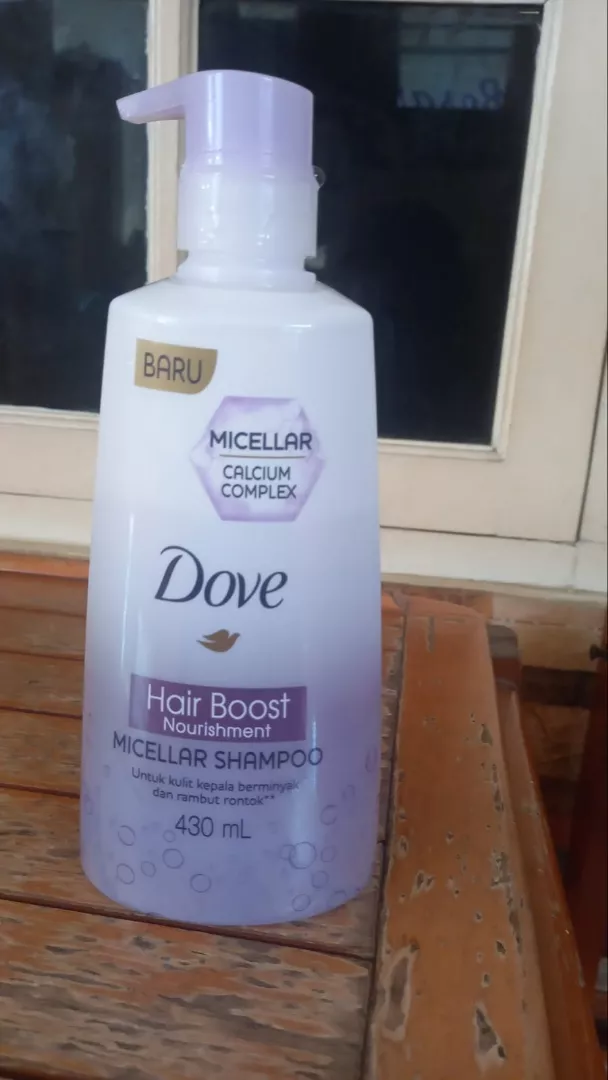 BARU
MICELLAR
CALCIUM
COMPLEX
Dove
Hair Boost
Nourishment
MICELLAR SHAMPOO
Untuk kulit kepala berminyak
dan rambut rontok**
430 mL